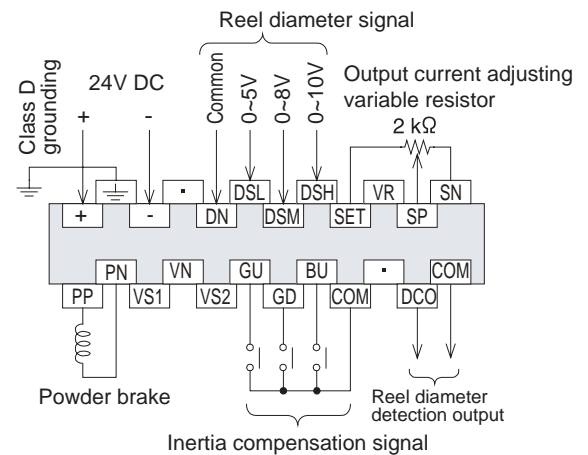 Reel diameter signal
Class D
grounding
24V DC
+ -
Common
0~5V
0~8V
0~10V
Output current adjusting
variable resistor
2 kΩ
DSL DSH VR SN
+ - DN DSM SET SP
PN VN GU BU COM
PP VS1 VS2 GD COM DCO
Powder brake
Reel diameter
detection output
Inertia compensation signal